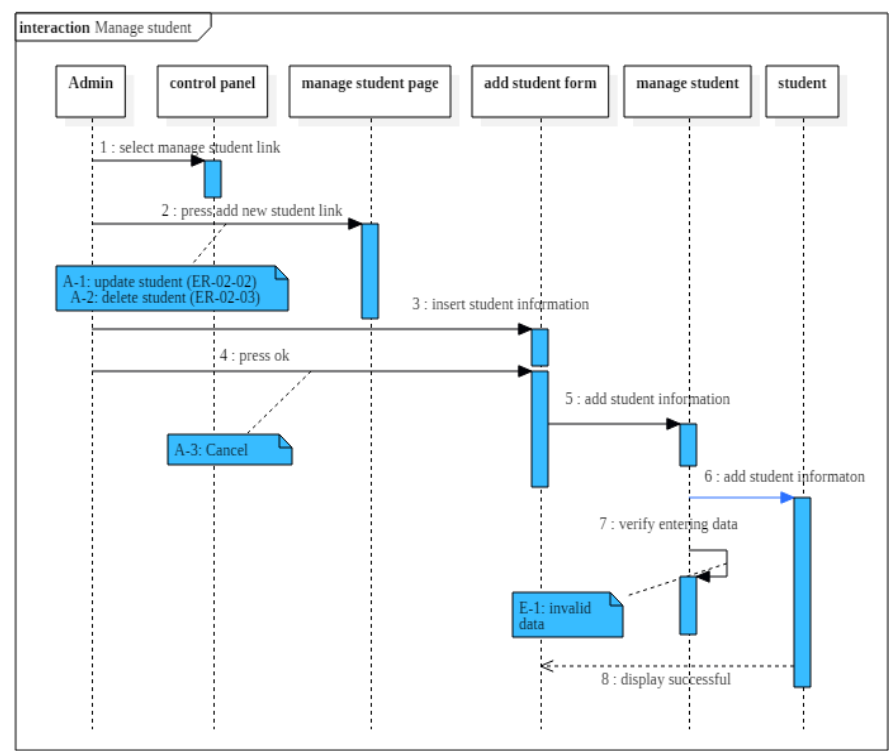 interaction Manage student
Admin
control panel
manage student page
add student form
manage student
student
1 : select manage student link
2 : press add new student link
A-1: update student (ER-02-02)
A-2: delete student (ER-02-03)
3 : insert student information
4 : press ok
5 : add student information
A-3: Cancel
6 : add student informaton
7 : verify entering data
E-1: invalid
data
8 : display successful